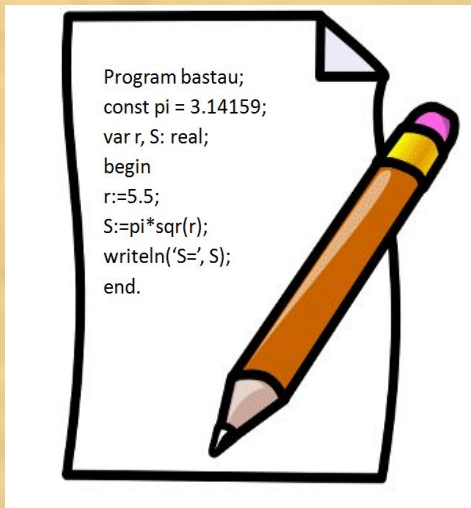 Program bastau;
const pi = 3.14159;
var r, S: real;
begin
r:=5.5;
S:=pi*sqr(r);
writeln(‘S=’, S);
end.